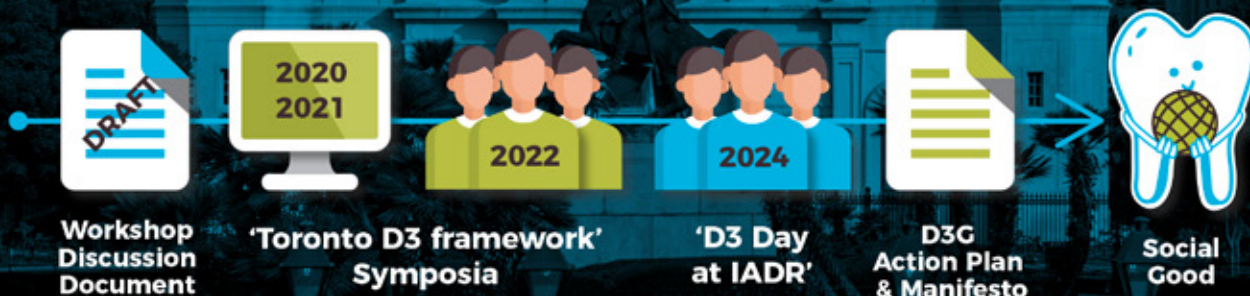 DRAFT
2020
2021
2022
2024
Workshop
Discussion
Document
‘Toronto D3 framework’
Symposia
‘D3 Day
at IADR’
D3G
Action Plan
& Manifesto
Social
Good